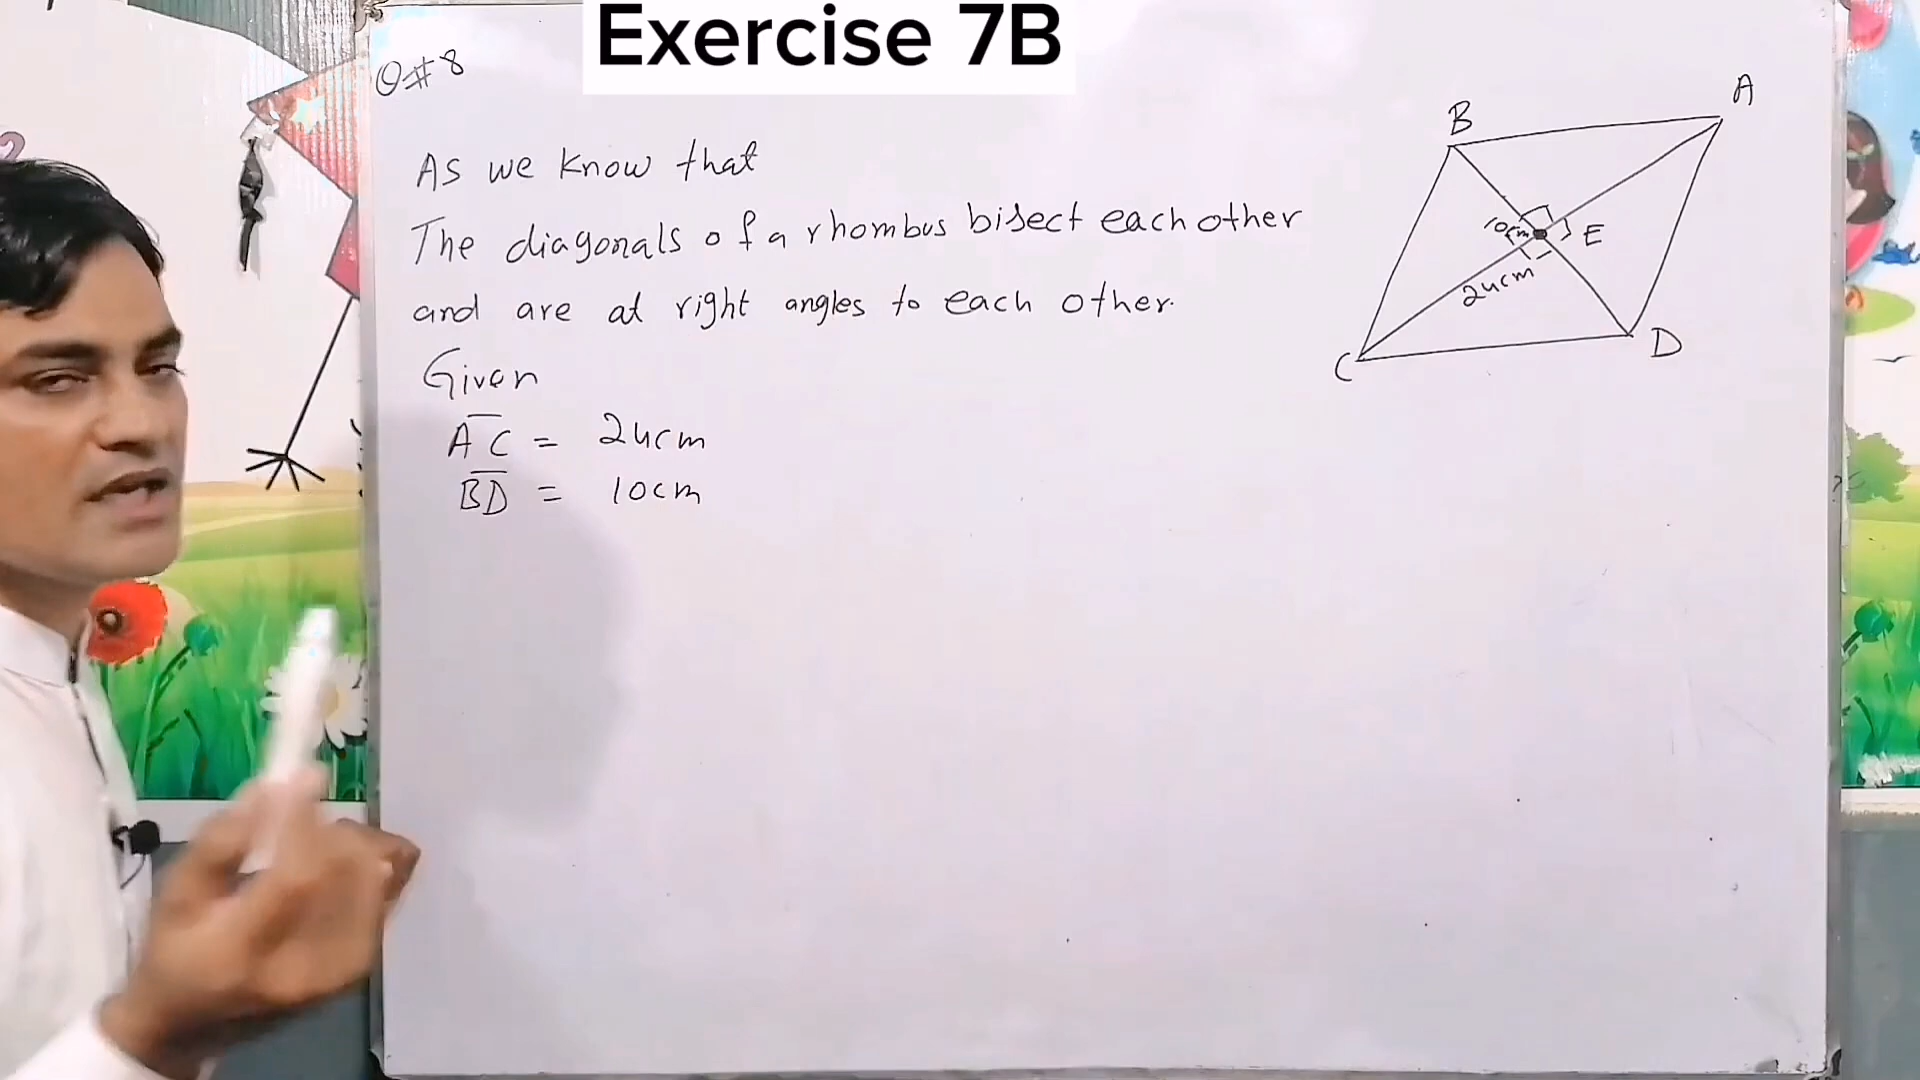 Exercise 7B
Q#8
As we know that
The diagonals of a rhombus bisect each other
and are at right angles to each other.
Given
AC = 24cm
BD = 10cm
A
B
10cm
E
24cm
D
C